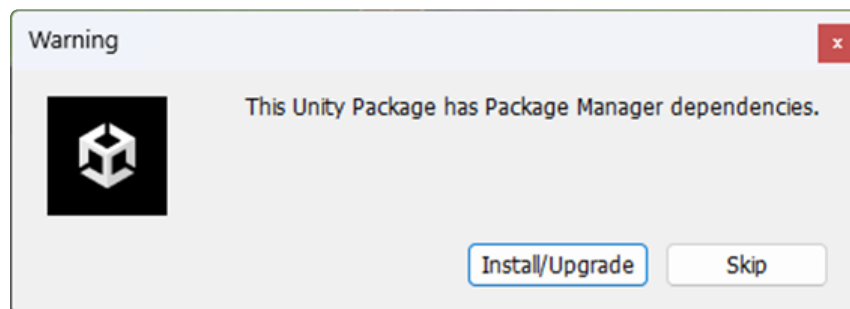 Warning
x
This Unity Package has Package Manager dependencies.
Install/Upgrade
Skip